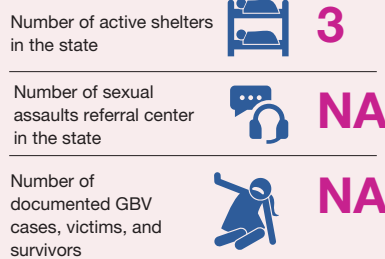 Number of active shelters
in the state
3
Number of sexual
assaults referral center
in the state
NA
Number of
documented GBV
cases, victims, and
survivors
NA